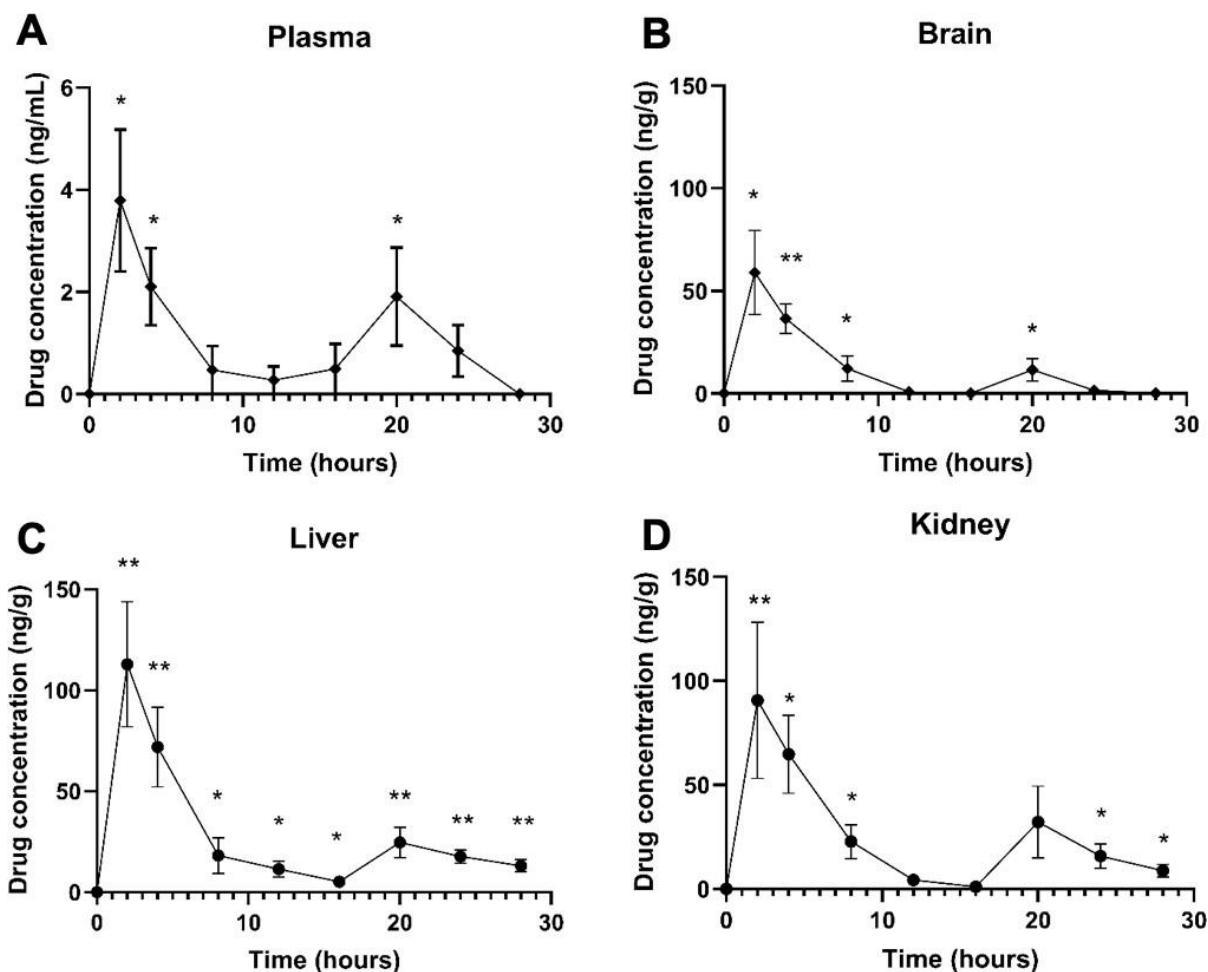 A
Plasma
Drug concentration (ng/mL)
6
4
2
0
*
*
*
0 10 20 30
Time (hours)
B
Brain
Drug concentration (ng/g)
150
100
50
0
*
**
*
*
0 10 20 30
Time (hours)
C
Liver
Drug concentration (ng/g)
150
100
50
0
**
**
*
*
*
**
**
**
0 10 20 30
Time (hours)
D
Kidney
Drug concentration (ng/g)
150
100
50
0
**
*
*
*
*
0 10 20 30
Time (hours)